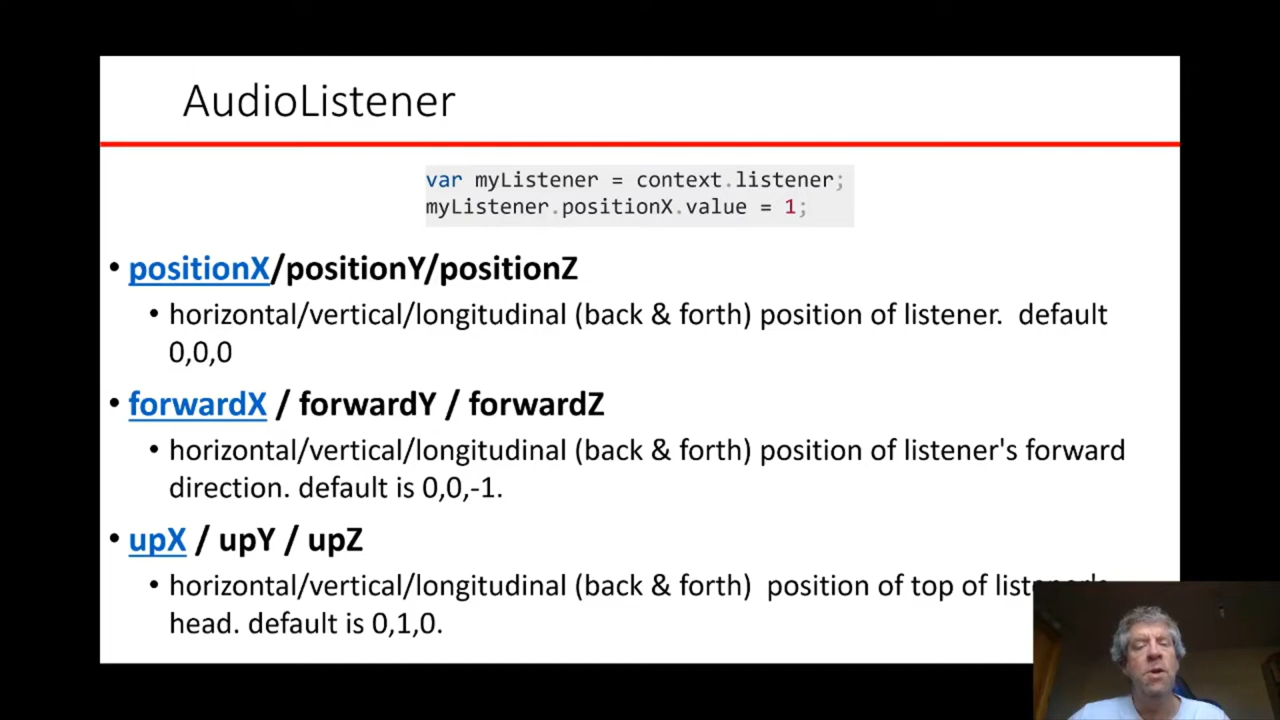 AudioListener
var myListener = context.listener;
myListener.positionX.value = 1;
• positionX/positionY/positionZ
• horizontal/vertical/longitudinal (back & forth) position of listener. default
0,0,0
• forwardX / forwardY / forwardZ
• horizontal/vertical/longitudinal (back & forth) position of listener's forward
direction. default is 0,0,-1.
• upX / upY / upZ
• horizontal/vertical/longitudinal (back & forth) position of top of listener's
head. default is 0,1,0.